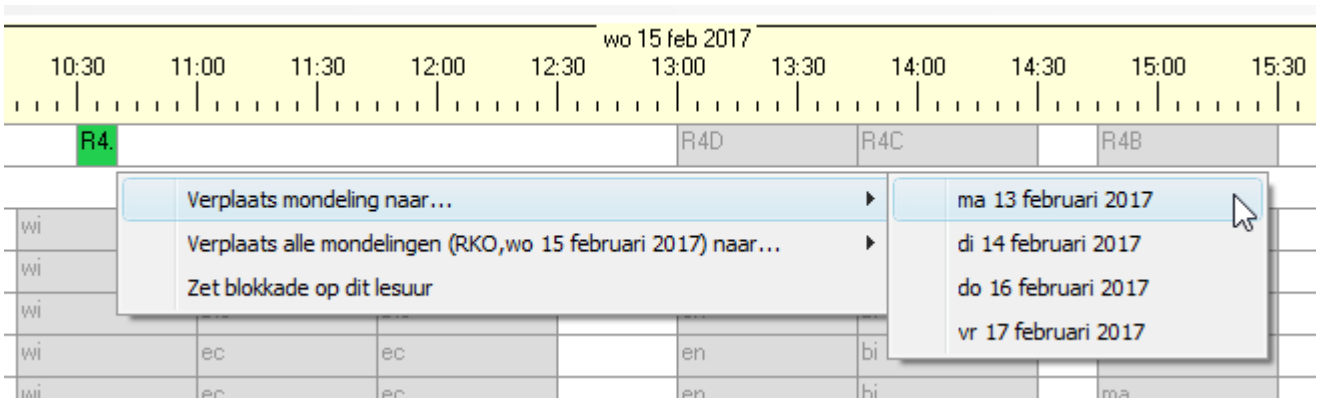 wo 15 feb 2017
10:30 11:00 11:30 12:00 12:30 13:00 13:30 14:00 14:30 15:00 15:30
R4. R4D R4C R4B
Verplaats mondeling naar... ma 13 februari 2017
wi
Verplaats alle mondelingen (RKO,wo 15 februari 2017) naar... di 14 februari 2017
wi
Zet blokkade op dit lesuur do 16 februari 2017
wi
vr 17 februari 2017
wi ec ec en bi
wi ec ec en bi ma